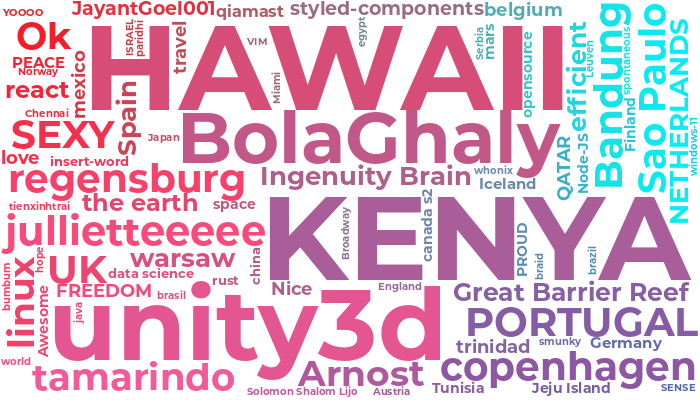 yoooo
JayantGoel001
qiamast
styled-components
belgium
Ok
ISRAEL
paridhi
travel
VIM
HAWAII
egypt
Serbia
mars
opensource
efficient
Leuven
Bandung
spontaneous
Sao Paulo
PEACE
Norway
mexico
react
Miami
Finland
NETHERLANDS
windows-11
Chennai
Spain
SEXY
Japan
BolaGhaly
QATAR
Node-JS
love
insert-word
regensburg
Ingenuity Brain
whonix
Iceland
tienxinhtrai
the earth
space
jullietteeeee
KENYA
Broadway
canada s2
PROUD
braid
brazil
hope
linux
bumbum
UK
warsaw
china
data science
rust
Nice
England
FREEDOM
brasil
Great Barrier Reef
Awesome
java
unity3d
PORTUGAL
trinidad
smunky
Germany
world
tamarindo
Arnost
copenhagen
Solomon Shalom Lijo
Austria
Tunisia
Jeju Island
SENSE